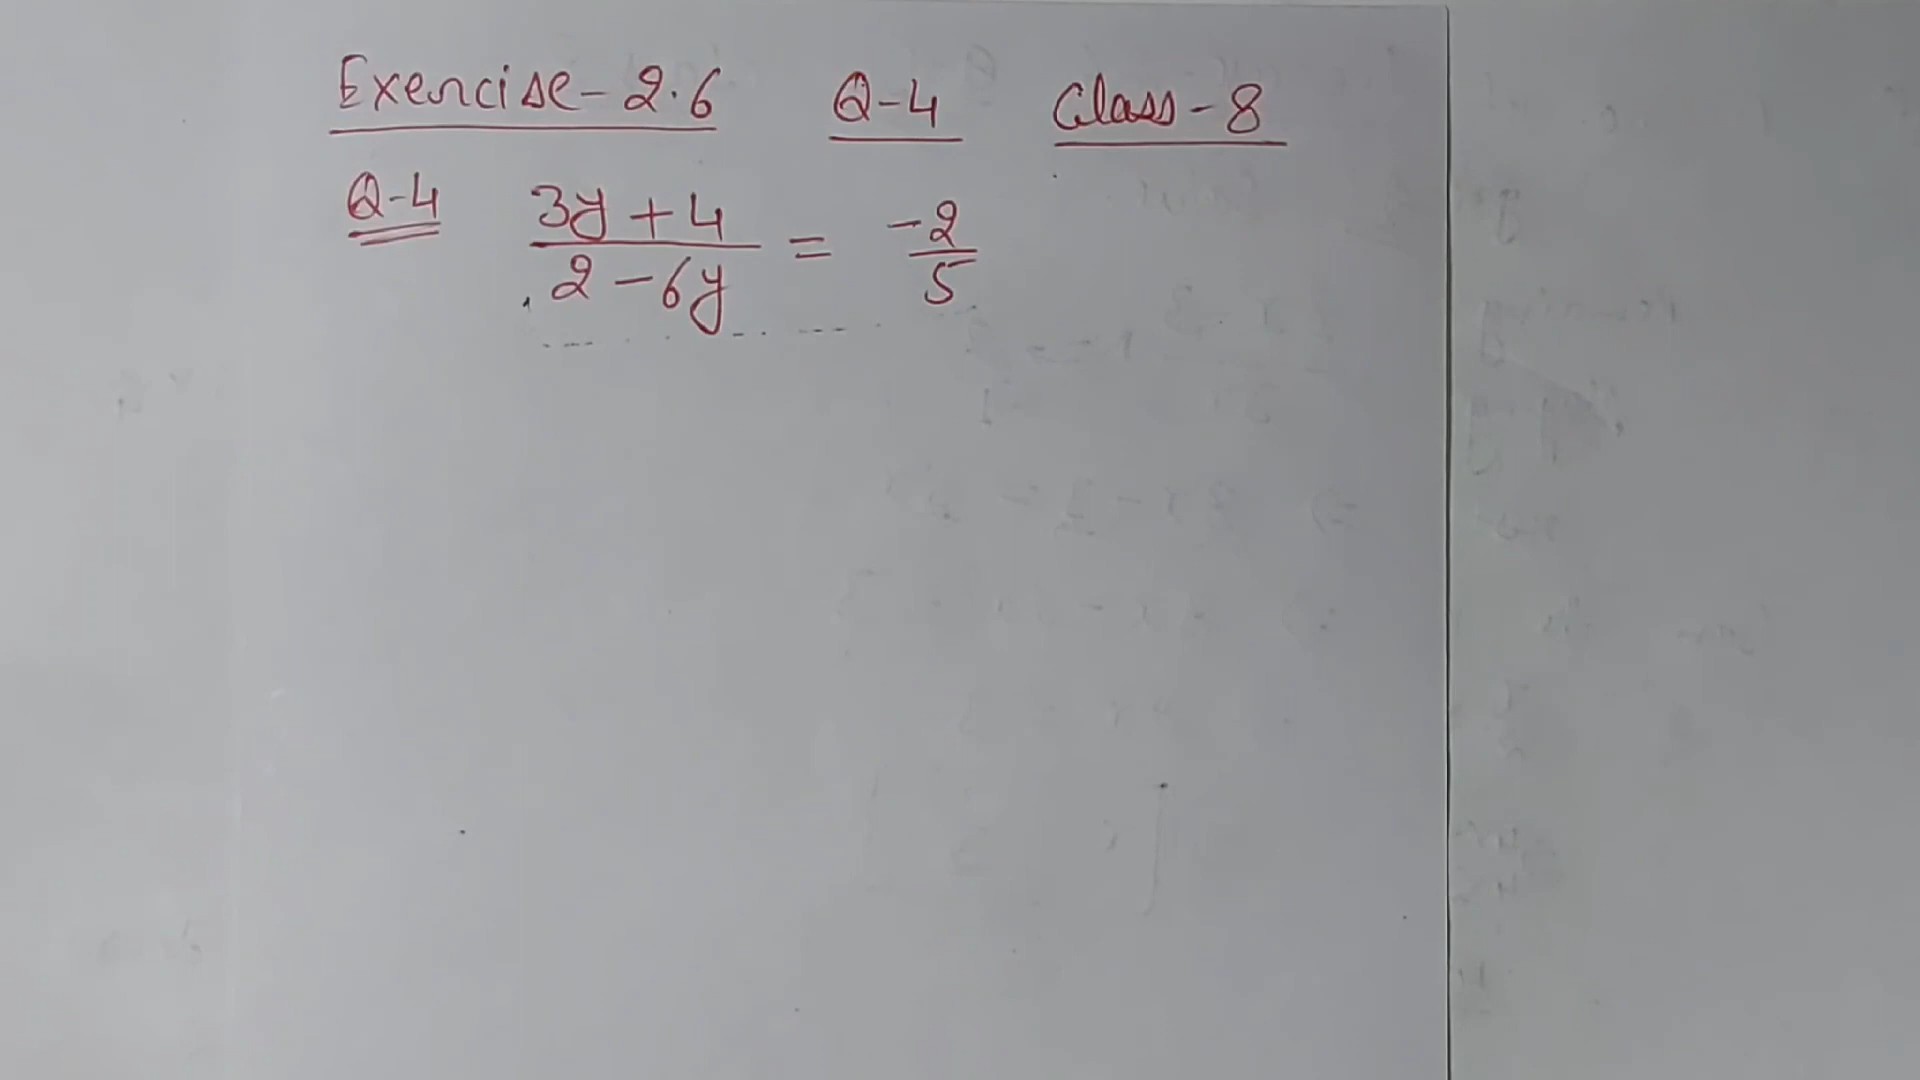 Exercise-2.6 Q-4 Class-8
Q-4 3y+4/2-6y = -2/5